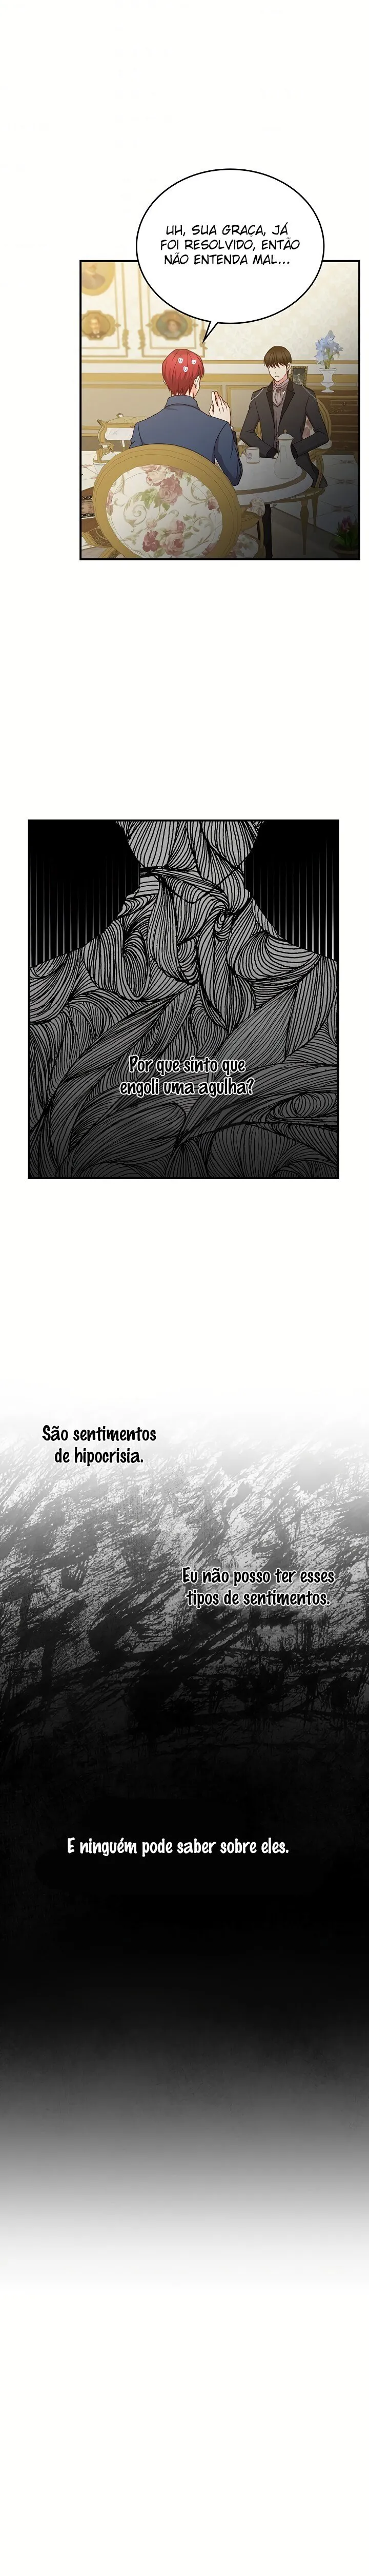 UH, SUA GRAÇA, JÁ
FOI RESOLVIDO, ENTÃO
NÃO ENTENDA MAL...
Por que sinto que
engoli uma agulha?
São sentimentos
de hipocrisia.
Eu não posso ter esses
tipos de sentimentos.
E ninguém pode saber sobre eles.